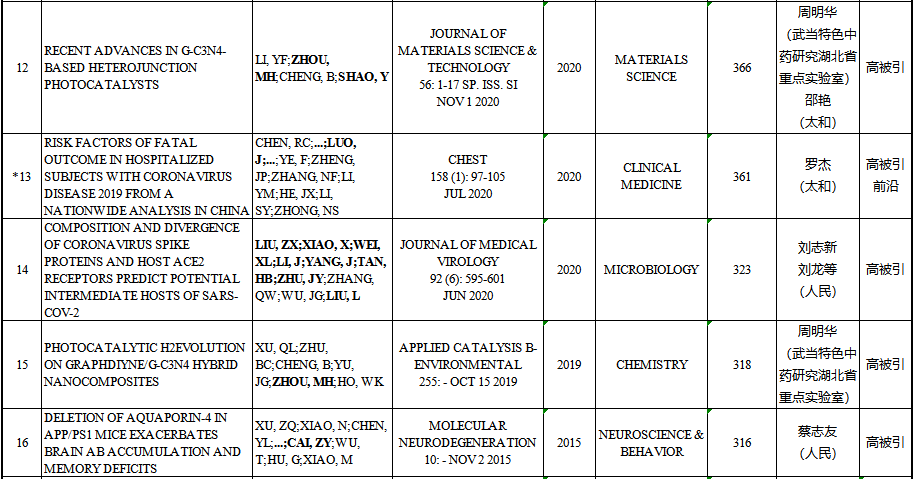 12
RECENT ADVANCES IN G-C3N4-
BASED HETEROJUNCTION
PHOTOCATALYSTS
LI, YF;ZHOU,
MH;CHENG, B;SHAO, Y
JOURNAL OF
MATERIALS SCIENCE &
TECHNOLOGY
56: 1-17 SP. ISS. SI
NOV 1 2020
2020
MATERIALS
SCIENCE
366
周明华
（武当特色中
药研究湖北省
重点实验室）
邵艳
（太和）
高被引
*13
RISK FACTORS OF FATAL
OUTCOME IN HOSPITALIZED
SUBJECTS WITH CORONAVIRUS
DISEASE 2019 FROM A
NATIONWIDE ANALYSIS IN CHINA
CHEN, RC;...;LUO,
J;...;YE, F;ZHENG,
JP;ZHANG, NF;LI,
YM;HE, JX;LI,
SY;ZHONG, NS
CHEST
158 (1): 97-105
JUL 2020
2020
CLINICAL
MEDICINE
361
罗杰
（太和）
高被引
前沿
14
COMPOSITION AND DIVERGENCE
OF CORONAVIRUS SPIKE
PROTEINS AND HOST ACE2
RECEPTORS PREDICT POTENTIAL
INTERMEDIATE HOSTS OF SARS-
COV-2
LIU, ZX;XIAO, X;WEI,
XL;LI, J;YANG, J;TAN,
HB;ZHU, JY;ZHANG,
QW;WU, JG;LIU, L
JOURNAL OF MEDICAL
VIROLOGY
92 (6): 595-601
JUN 2020
2020
MICROBIOLOGY
323
刘志新
刘龙等
（人民）
高被引
15
PHOTOCATALYTIC H2EVOLUTION
ON GRAPHDIYNE/G-C3N4 HYBRID
NANOCOMPOSITES
XU, QL;ZHU,
BC;CHENG, B;YU,
JG;ZHOU, MH;HO, WK
APPLIED CATALYSIS B-
ENVIRONMENTAL
255: - OCT 15 2019
2019
CHEMISTRY
318
周明华
（武当特色中
药研究湖北省
重点实验室）
高被引
16
DELETION OF AQUAPORIN-4 IN
APP/PS1 MICE EXACERBATES
BRAIN AB ACCUMULATION AND
MEMORY DEFICITS
XU, ZQ;XIAO, N;CHEN,
YL;...;CAI, ZY;WU,
T;HU, G;XIAO, M
MOLECULAR
NEURODEGENERATION
10: - NOV 2 2015
2015
NEUROSCIENCE &
BEHAVIOR
316
蔡志友
（人民）
高被引